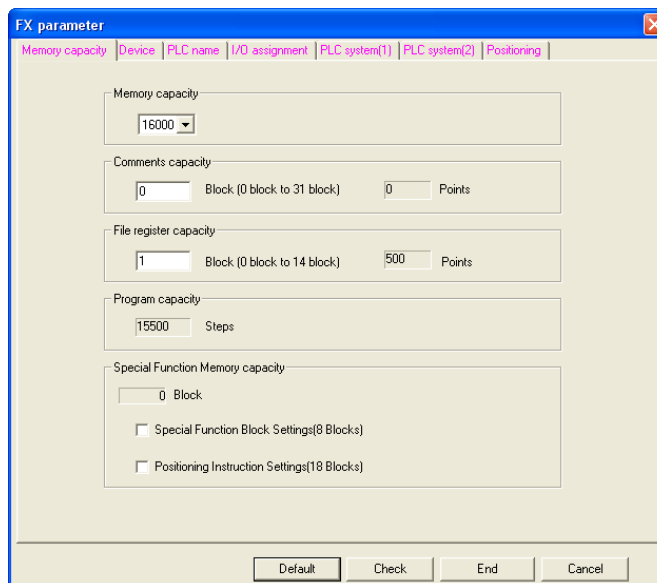 FX parameter
Memory capacity Device PLC name I/O assignment PLC system(1) PLC system(2) Positioning
Memory capacity
16000
Comments capacity
0 Block (0 block to 31 block) 0 Points
File register capacity
1 Block (0 block to 14 block) 500 Points
Program capacity
15500 Steps
Special Function Memory capacity
0 Block
Special Function Block Settings(8 Blocks)
Positioning Instruction Settings(18 Blocks)
Default Check End Cancel